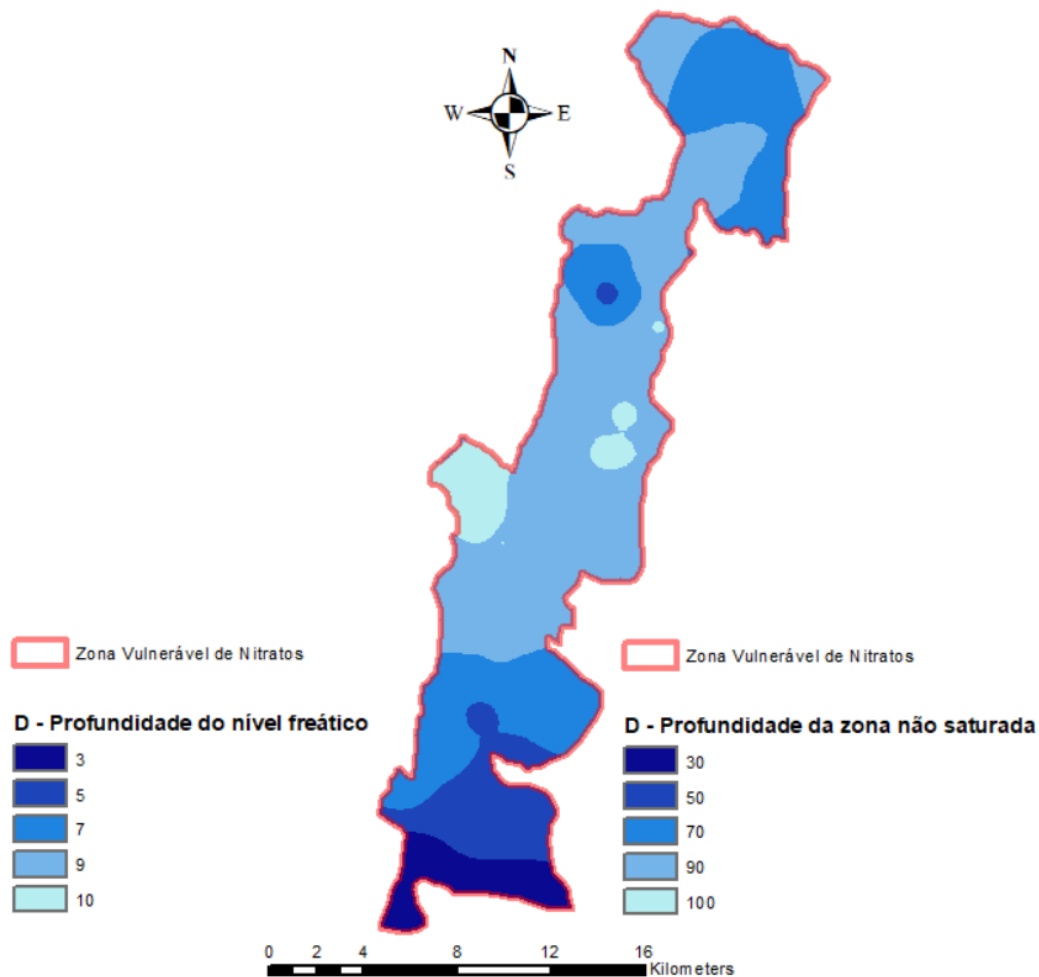 N
W
E
S
Zona Vulnerável de Nitratos
D - Profundidade do nível freático
3
5
7
9
10
Zona Vulnerável de Nitratos
D - Profundidade da zona não saturada
30
50
70
90
100
0 2 4 8 12 16
Kilometers